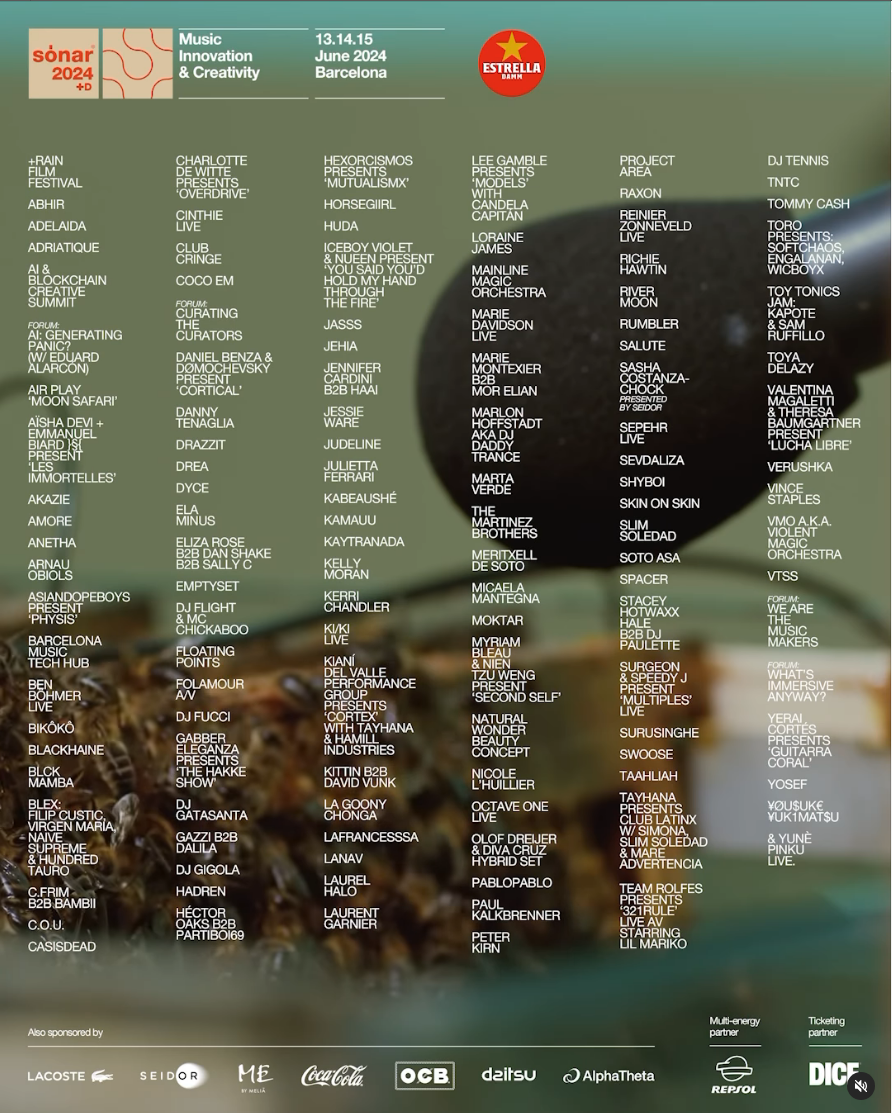 sónar
2024
+D
Music
Innovation
& Creativity
13.14.15
June 2024
Barcelona
ESTRELLA
DAMM
+RAIN
FILM
FESTIVAL
ABHIR
ADELAIDA
ADRIATIQUE
AI &
BLOCKCHAIN
CREATIVE
SUMMIT
FORUM:
AI: GENERATING
PANIC?
(W/ EDUARD
ALARCÓN)
AIR PLAY
‘MOON SAFARI’
AÏSHA DEVI +
EMMANUEL
BIARD )S(
PRESENT
‘LES
IMMORTELLES’
AKAZIE
AMORE
ANETHA
ARNAU
OBIOLS
ASIANDOPEBOYS
PRESENT
‘PHYSIS’
BARCELONA
MUSIC
TECH HUB
BEN
BÖHMER
LIVE
BIKÔKÔ
BLACKHAINE
BLCK
MAMBA
BLEX:
FILIP CUSTIC,
VIRGEN MARÍA,
NAIVE
SUPREME
& HUNDRED
TAURO
C.FRIM
B2B BAMBII
C.O.U.
CASISDEAD
CHARLOTTE
DE WITTE
PRESENTS
‘OVERDRIVE’
CINTHIE
LIVE
CLUB
CRINGE
COCO EM
FORUM:
CURATING
THE
CURATORS
DANIEL BENZA &
DØMOCHEVSKY
PRESENT
‘CORTICAL’
DANNY
TENAGLIA
DRAZZIT
DREA
DYCE
ELA
MINUS
ELIZA ROSE
B2B DAN SHAKE
B2B SALLY C
EMPTYSET
DJ FLIGHT
& MC
CHICKABOO
FLOATING
POINTS
FOLAMOUR
A/V
DJ FUCCI
GABBER
ELEGANZA
PRESENTS
‘THE HAKKE
SHOW’
DJ
GATASANTA
GAZZI B2B
DALILA
DJ GIGOLA
HADREN
HÉCTOR
OAKS B2B
PARTIBOI69
HEXORCISMOS
PRESENTS
‘MUTUALISMX’
HORSEGIIRL
HUDA
ICEBOY VIOLET
& NUEEN PRESENT
‘YOU SAID YOU’D
HOLD MY HAND
THROUGH
THE FIRE’
JASSS
JEHIA
JENNIFER
CARDINI
B2B HAAI
JESSIE
WARE
JUDELINE
JULIETTA
FERRARI
KABEAUSHÉ
KAMAUU
KAYTRANADA
KELLY
MORAN
KERRI
CHANDLER
KI/KI
LIVE
KIANÍ
DEL VALLE
PERFORMANCE
GROUP
PRESENTS
‘CORTEX’
WITH TAYHANA
& HAMILL
INDUSTRIES
KITTIN B2B
DAVID VUNK
LA GOONY
CHONGA
LAFRANCESSSA
LANAV
LAUREL
HALO
LAURENT
GARNIER
LEE GAMBLE
PRESENTS
‘MODELS’
WITH
CANDELA
CAPITÁN
LORAINE
JAMES
MAINLINE
MAGIC
ORCHESTRA
MARIE
DAVIDSON
LIVE
MARIE
MONTEXIER
B2B
MOR ELIAN
MARLON
HOFFSTADT
AKA DJ
DADDY
TRANCE
MARTA
VERDE
THE
MARTINEZ
BROTHERS
MERITXELL
DE SOTO
MICAELA
MANTEGNA
MOKTAR
MYRIAM
BLEAU
& NIEN
TZU WENG
PRESENT
‘SECOND SELF’
NATURAL
WONDER
BEAUTY
CONCEPT
NICOLE
L’HUILLIER
OCTAVE ONE
LIVE
OLOF DREIJER
& DIVA CRUZ
HYBRID SET
PABLOPABLO
PAUL
KALKBRENNER
PETER
KIRN
PROJECT
AREA
RAXON
REINIER
ZONNEVELD
LIVE
RICHIE
HAWTIN
RIVER
MOON
RUMBLER
SALUTE
SASHA
COSTANZA-
CHOCK
PRESENTED
BY SEIDOR
SEPEHR
LIVE
SEVDALIZA
SHYBOI
SKIN ON SKIN
SLIM
SOLEDAD
SOTO ASA
SPACER
STACEY
HOTWAXX
HALE
B2B DJ
PAULETTE
SURGEON
& SPEEDY J
PRESENT
‘MULTIPLES’
LIVE
SURUSINGHE
SWOOSE
TAAHLIAH
TAYHANA
PRESENTS
CLUB LATINX
W/ SIMONA,
SLIM SOLEDAD
& MARE
ADVERTENCIA
TEAM ROLFES
PRESENTS
‘321RULE’
LIVE AV
STARRING
LIL MARIKO
DJ TENNIS
TNTC
TOMMY CASH
TORO
PRESENTS:
SOFTCHAOS,
ENGALANAN,
WICBOYX
TOY TONICS
JAM:
KAPOTE
& SAM
RUFFILLO
TOYA
DELAZY
VALENTINA
MAGALETTI
& THERESA
BAUMGARTNER
PRESENT
‘LUCHA LIBRE’
VERUSHKA
VINCE
STAPLES
VMO A.K.A.
VIOLENT
MAGIC
ORCHESTRA
VTSS
FORUM:
WE ARE
THE
MUSIC
MAKERS
FORUM:
WHAT’S
IMMERSIVE
ANYWAY?
YERAI
CORTÉS
PRESENTS
‘GUITARRA
CORAL’
YOSEF
¥ØU$UK€
¥UK1MAT$U
& YUNÈ
PINKU
LIVE.
Also sponsored by
Multi-energy
partner
Ticketing
partner
LACOSTE
SEIDOR
ME
BY MELIÁ
Coca-Cola
OCB
daitsu
AlphaTheta
REPSOL
DICE